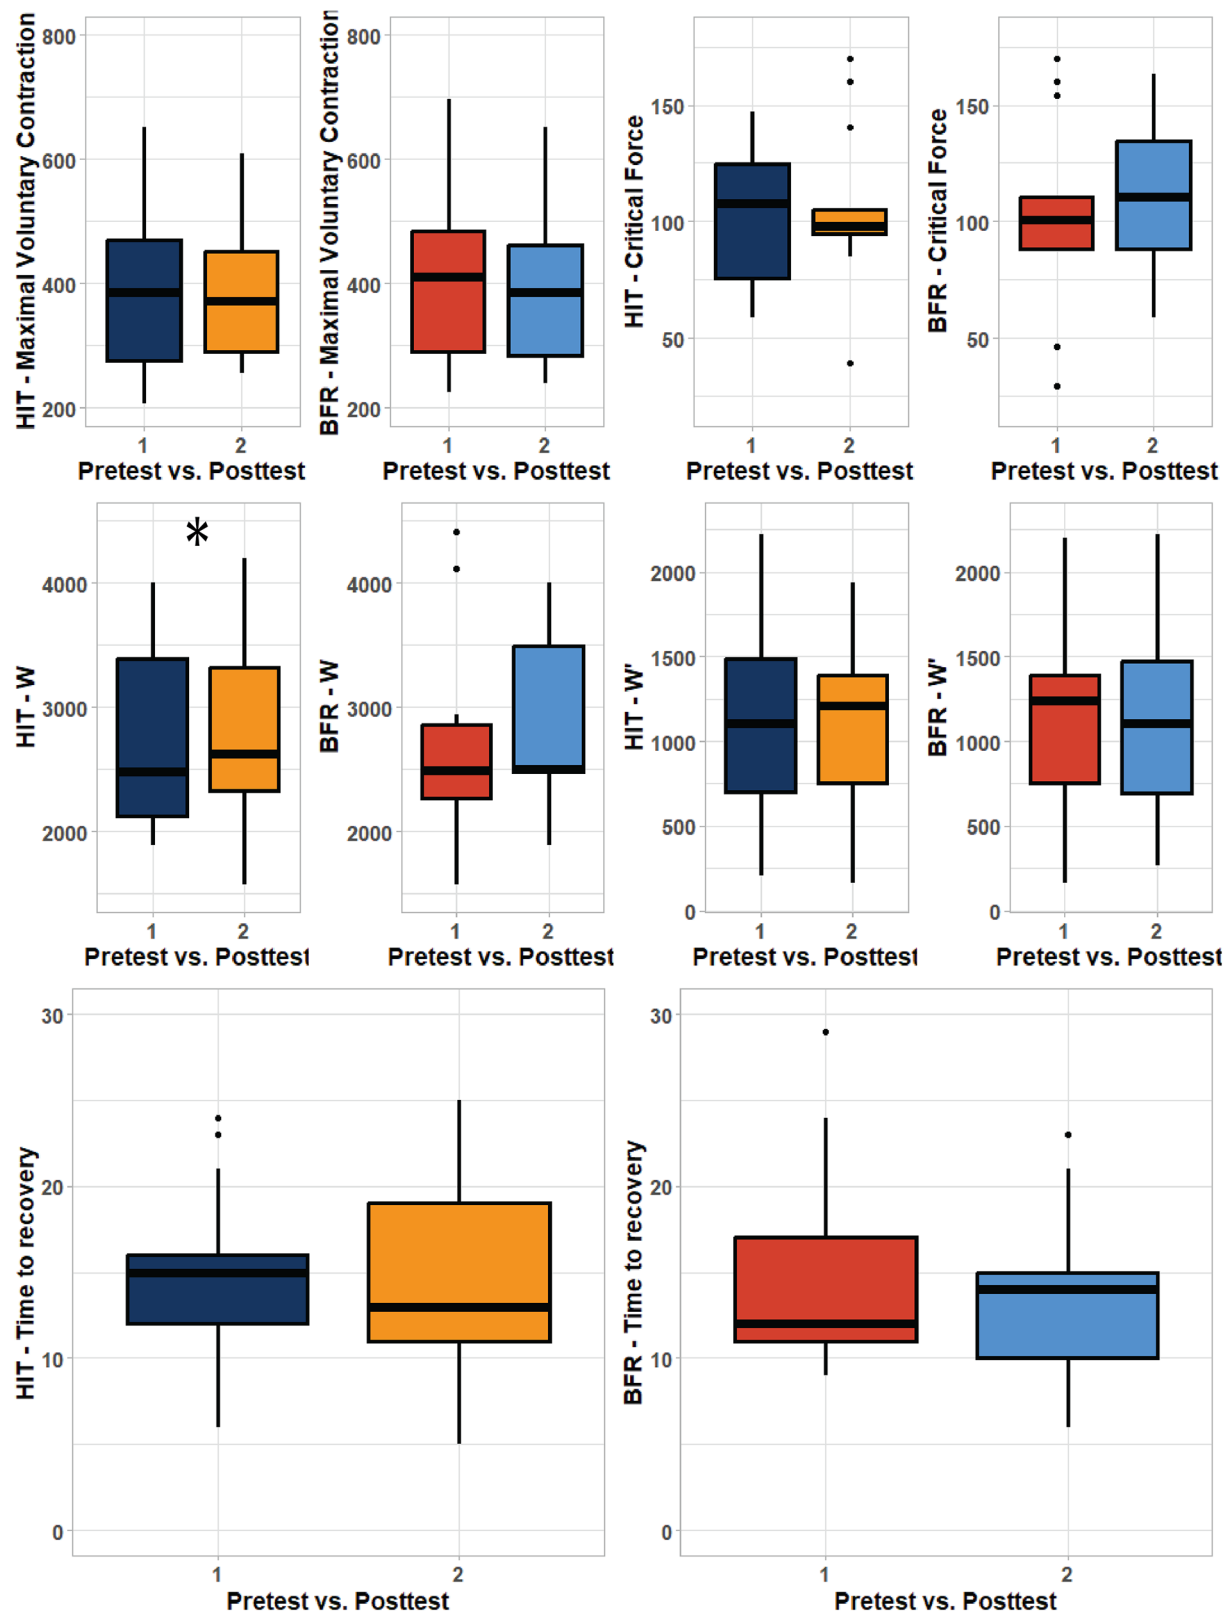 HIT - Maximal Voluntary Contraction
800
600
400
200
1 2
Pretest vs. Posttest
BFR - Maximal Voluntary Contraction
800
600
400
200
1 2
Pretest vs. Posttest
HIT - Critical Force
150
100
50
1 2
Pretest vs. Posttest
BFR - Critical Force
150
100
50
1 2
Pretest vs. Posttest
HIT - W
4000
3000
2000
*
1 2
Pretest vs. Posttest
BFR - W
4000
3000
2000
1 2
Pretest vs. Posttest
HIT - W'
2000
1500
1000
500
0
1 2
Pretest vs. Posttest
BFR - W'
2000
1500
1000
500
0
1 2
Pretest vs. Posttest
HIT - Time to recovery
30
20
10
0
1 2
Pretest vs. Posttest
BFR - Time to recovery
30
20
10
0
1 2
Pretest vs. Posttest